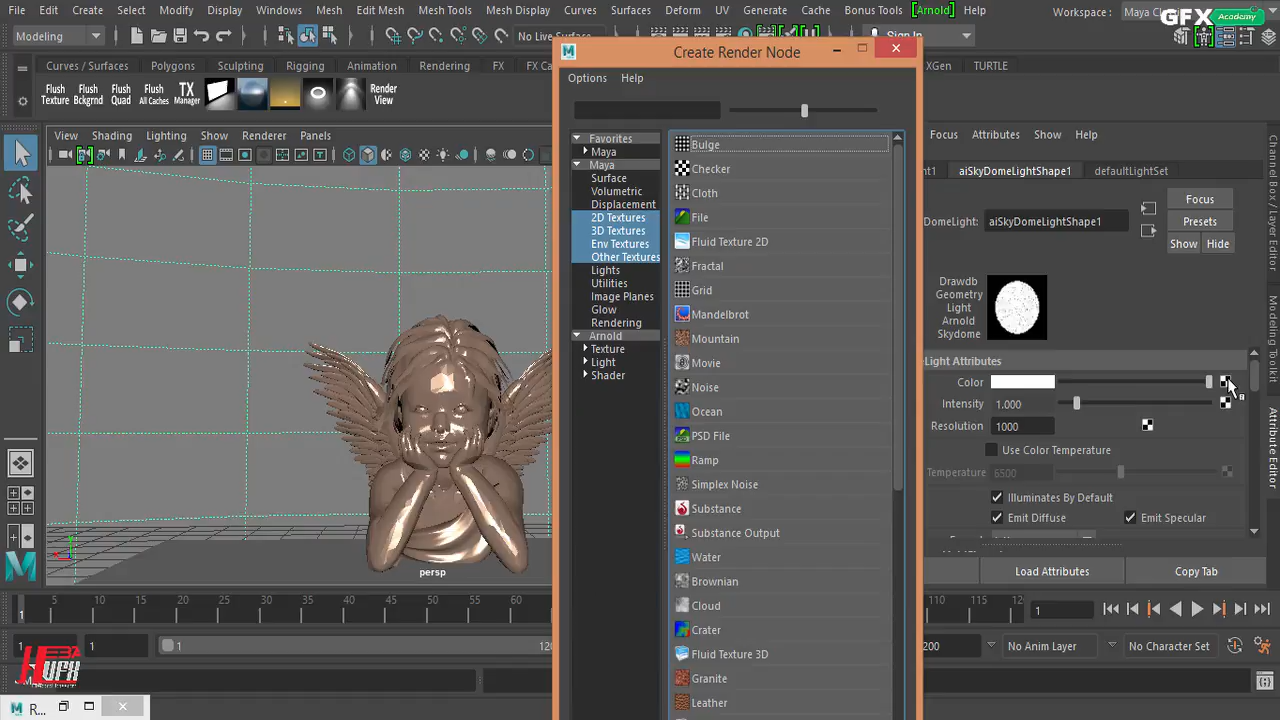 File Edit Create Select Modify Display Windows Mesh Edit Mesh Mesh Tools Mesh Display Curves Surfaces Deform UV Generate Cache Bonus Tools [Arnold] Help Workspace: Maya Cl
GFX Academy
Modeling
No Live Surface
Sign In
Curves / Surfaces Polygons Sculpting Rigging Animation Rendering FX FX Ca XGen TURTLE
Flush Texture
Flush Bckgrnd
Flush Quad
Flush All Caches
TX Manager
Render View
View Shading Lighting Show Renderer Panels
persp
Create Render Node
Options Help
Favorites
Maya
Maya
Surface
Volumetric
Displacement
2D Textures
3D Textures
Env Textures
Other Textures
Lights
Utilities
Image Planes
Glow
Rendering
Arnold
Texture
Light
Shader
Bulge
Checker
Cloth
File
Fluid Texture 2D
Fractal
Grid
Mandelbrot
Mountain
Movie
Noise
Ocean
PSD File
Ramp
Simplex Noise
Substance
Substance Output
Water
Brownian
Cloud
Crater
Fluid Texture 3D
Granite
Leather
Focus Attributes Show Help
ht1 aiSkyDomeLightShape1 defaultLightSet
DomeLight: aiSkyDomeLightShape1
Focus
Presets
Show Hide
Drawdb
Geometry
Light
Arnold
Skydome
Light Attributes
Color
Intensity 1.000
Resolution 1000
Use Color Temperature
Temperature 6500
Illuminates By Default
Emit Diffuse Emit Specular
Load Attributes Copy Tab
Channel Box / Layer Editor
Modeling Toolkit
Attribute Editor
5 10 15 20 25 30 35 40 45 50 55 60 110 115 12
1
1
1 1 1 120
200 No Anim Layer No Character Set
R...